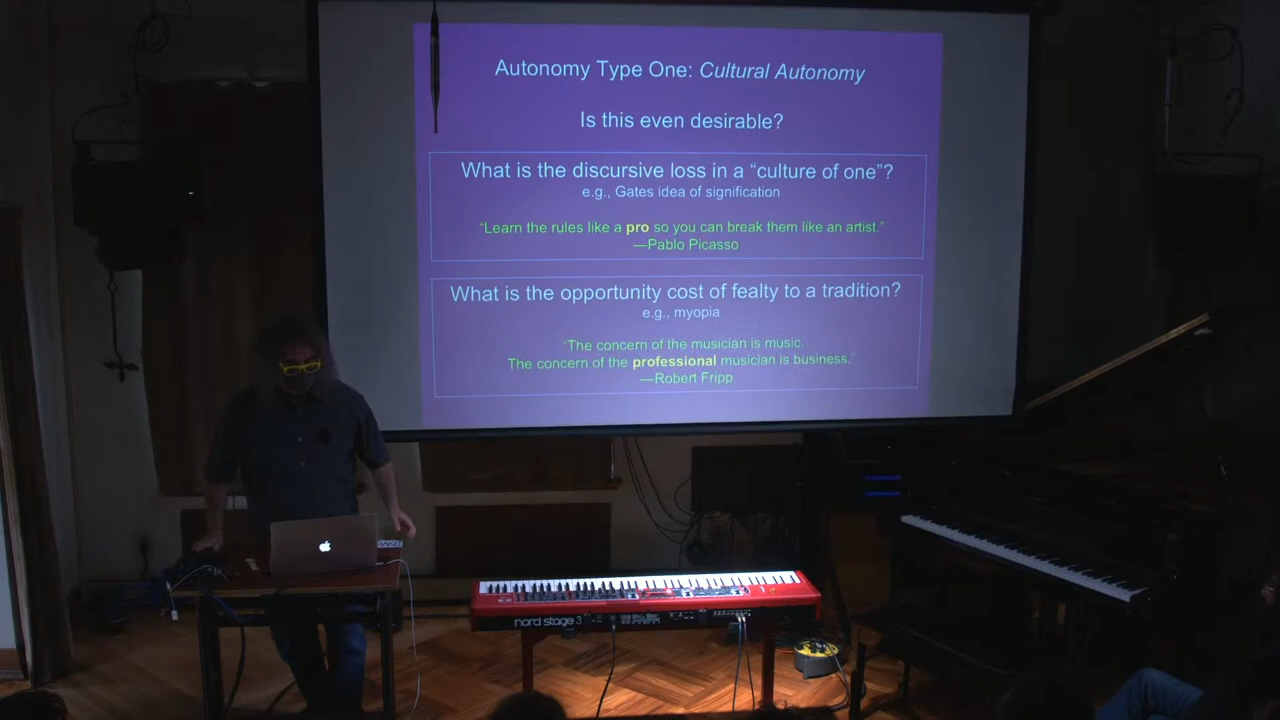 Autonomy Type One: Cultural Autonomy
Is this even desirable?
What is the discursive loss in a “culture of one”?
e.g., Gates idea of signification
“Learn the rules like a pro so you can break them like an artist.”
—Pablo Picasso
What is the opportunity cost of fealty to a tradition?
e.g., myopia
“The concern of the musician is music.
The concern of the professional musician is business.”
—Robert Fripp
nord stage 3